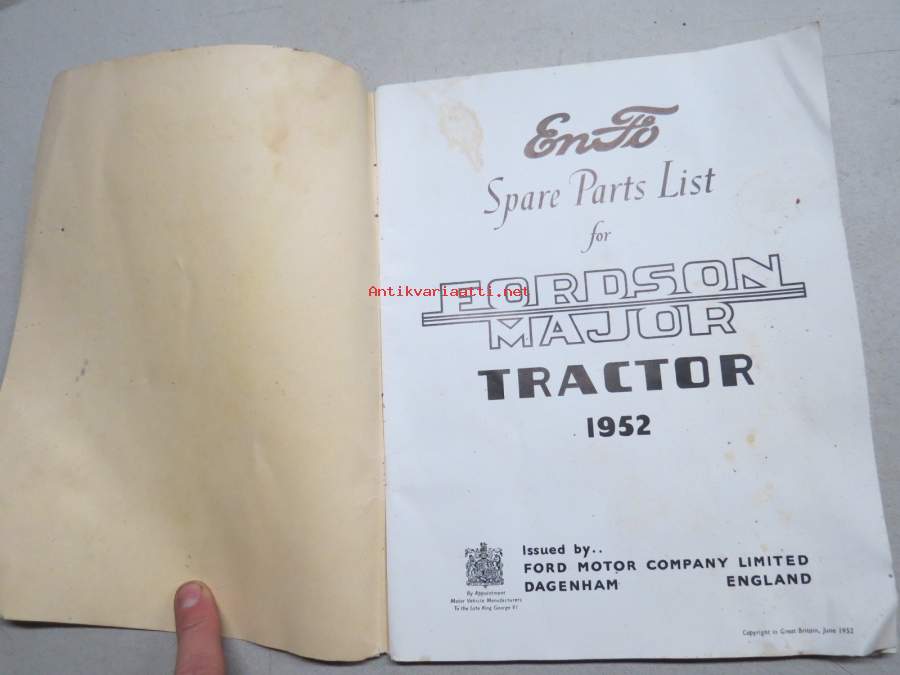 EnFo
Spare Parts List
for
FORDSON
Antikvariaatti.net
MAJOR
TRACTOR
1952
Issued by..
FORD MOTOR COMPANY LIMITED
DAGENHAM ENGLAND
By Appointment
Motor Vehicle Manufacturers
To the Late King George VI
Copyright in Great Britain, June 1952